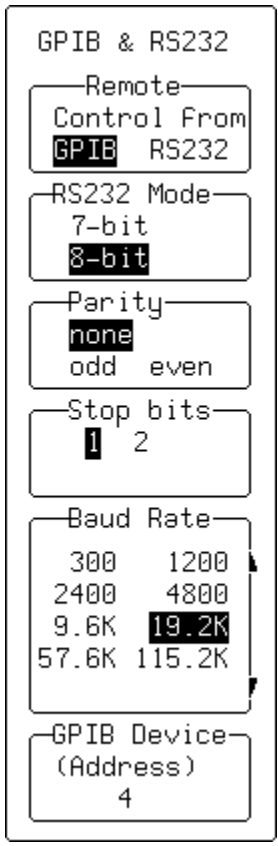 GPIB & RS232
Remote
Control From
GPIB RS232
RS232 Mode
7-bit
8-bit
Parity
none
odd even
Stop bits
1 2
Baud Rate
300 1200
2400 4800
9.6K 19.2K
57.6K 115.2K
GPIB Device
(Address)
4